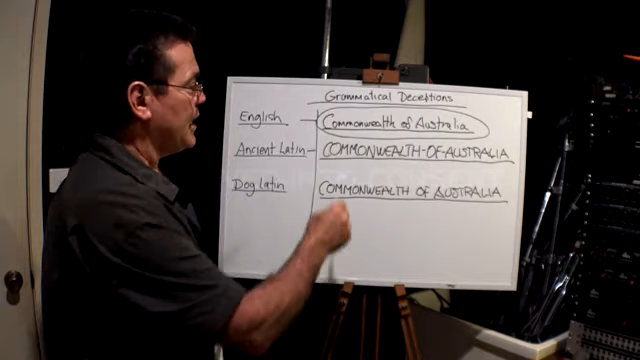 Grammatical Deceptions
English Commonwealth of Australia
Ancient Latin COMMONWEALTH-OF-AUSTRALIA
Dog Latin COMMONWEALTH OF AUSTRALIA